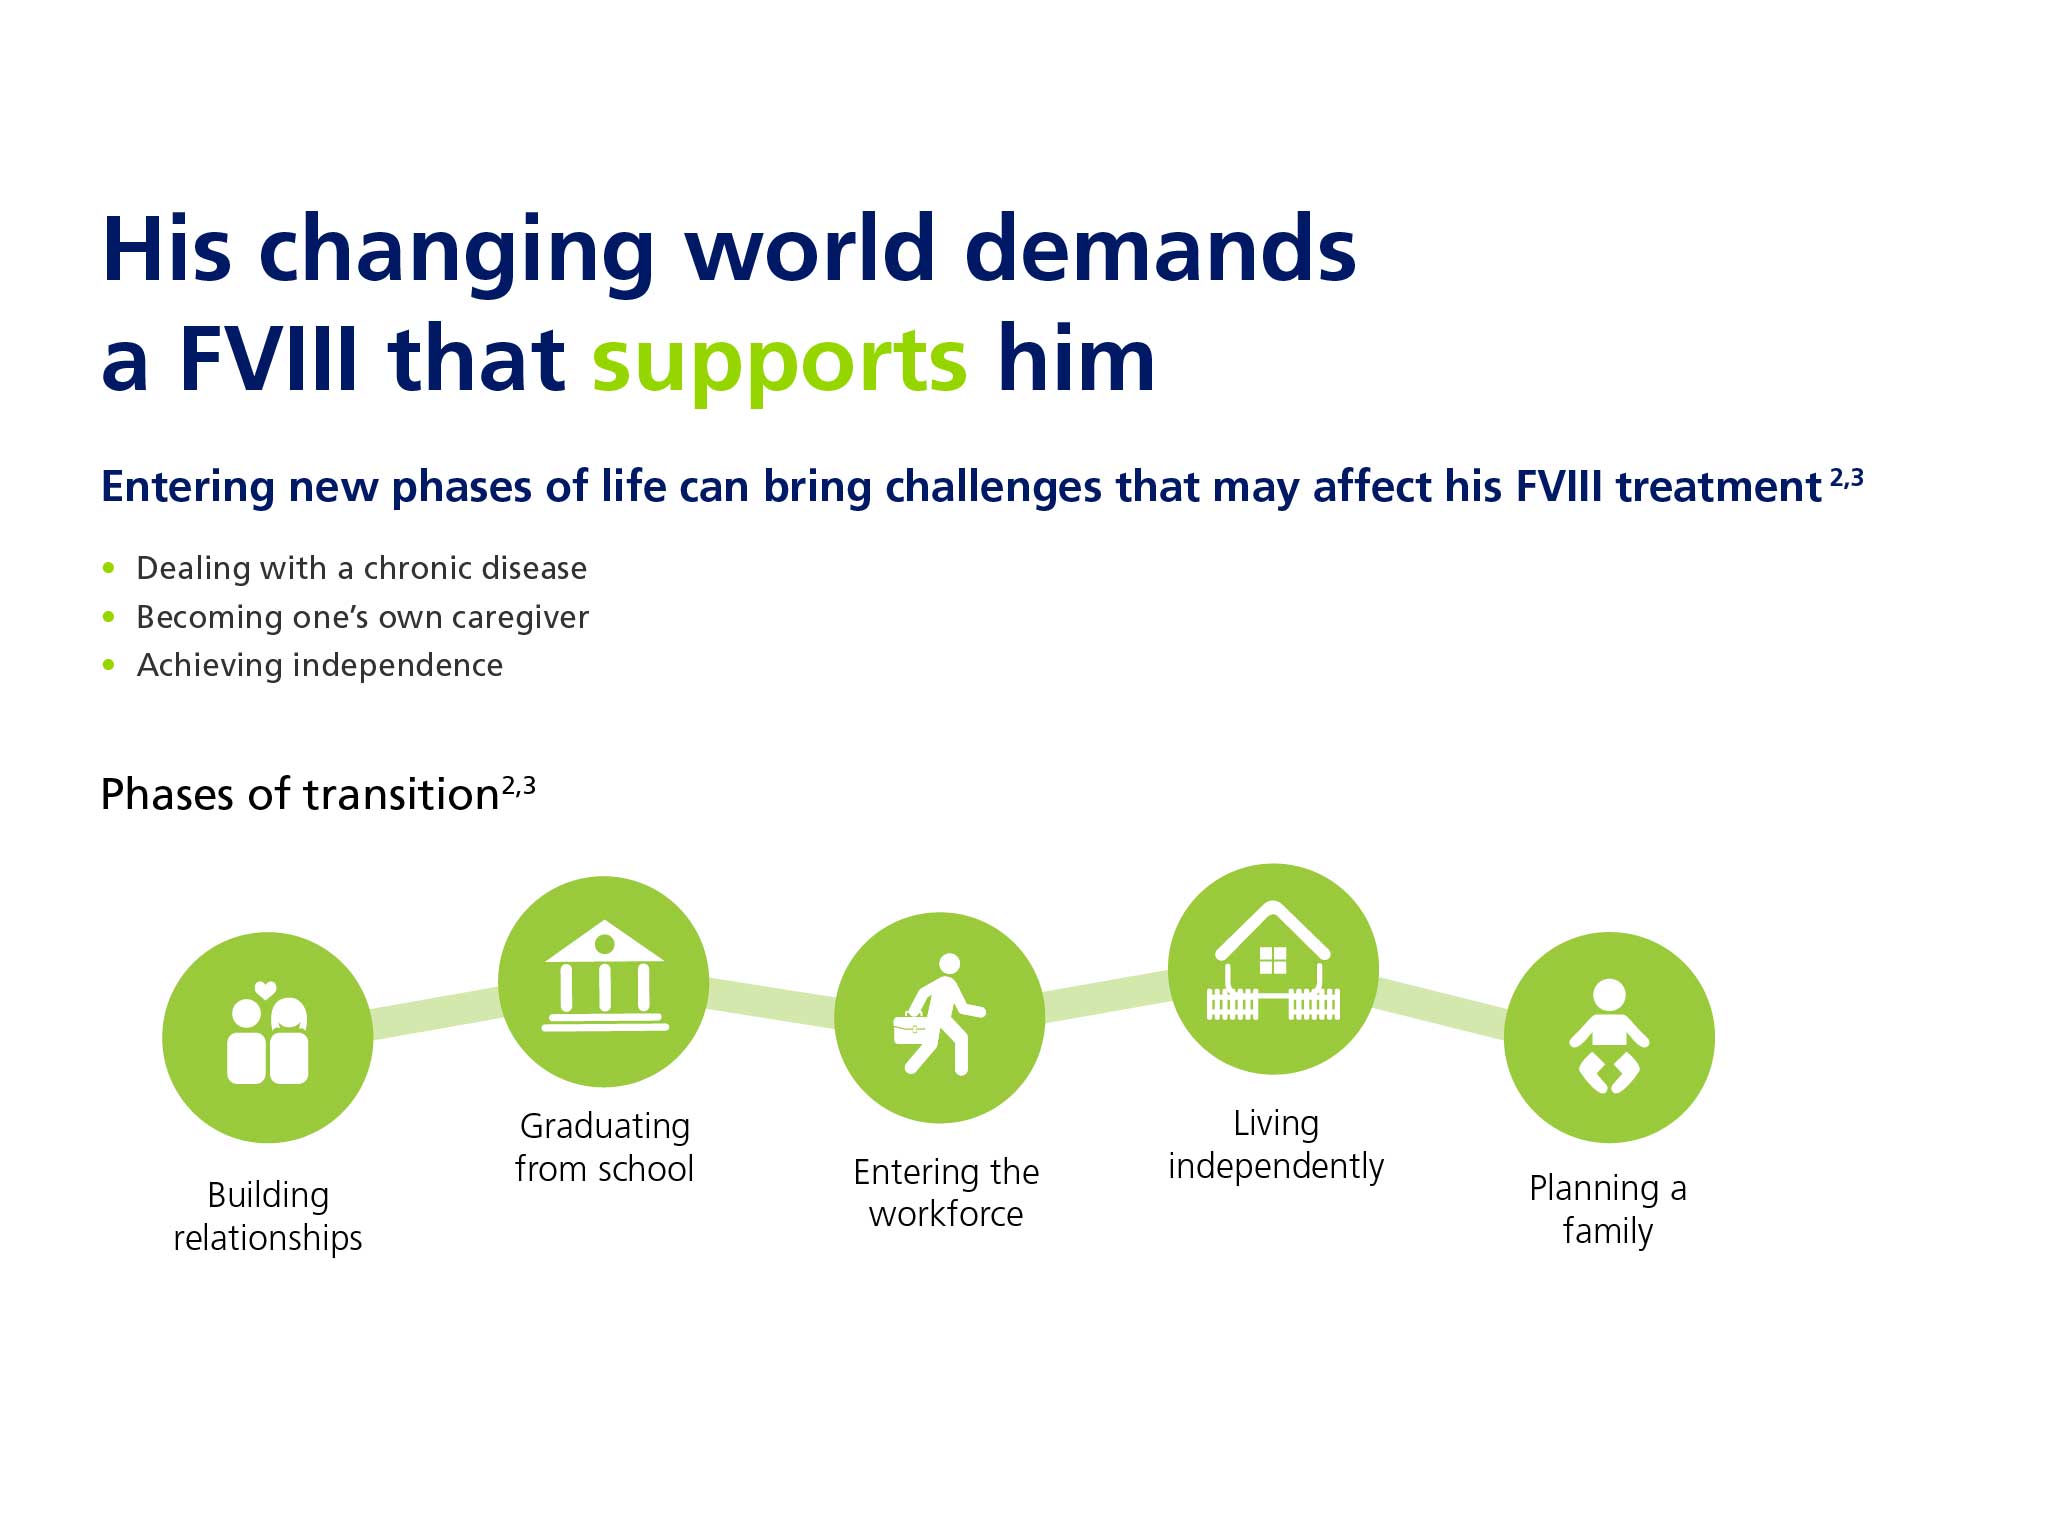 His changing world demands
a FVIII that supports him
Entering new phases of life can bring challenges that may affect his FVIII treatment 2,3
• Dealing with a chronic disease
• Becoming one’s own caregiver
• Achieving independence
Phases of transition2,3
Building
relationships
Graduating
from school
Entering the
workforce
Living
independently
Planning a
family